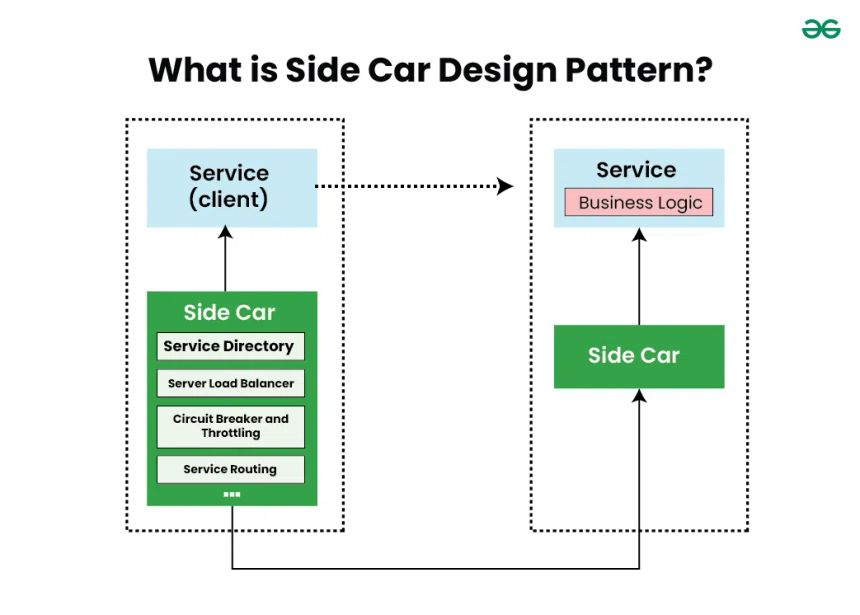 What is Side Car Design Pattern?
Service
(client)
Side Car
Service Directory
Server Load Balancer
Circuit Breaker and
Throttling
Service Routing
Service
Business Logic
Side Car